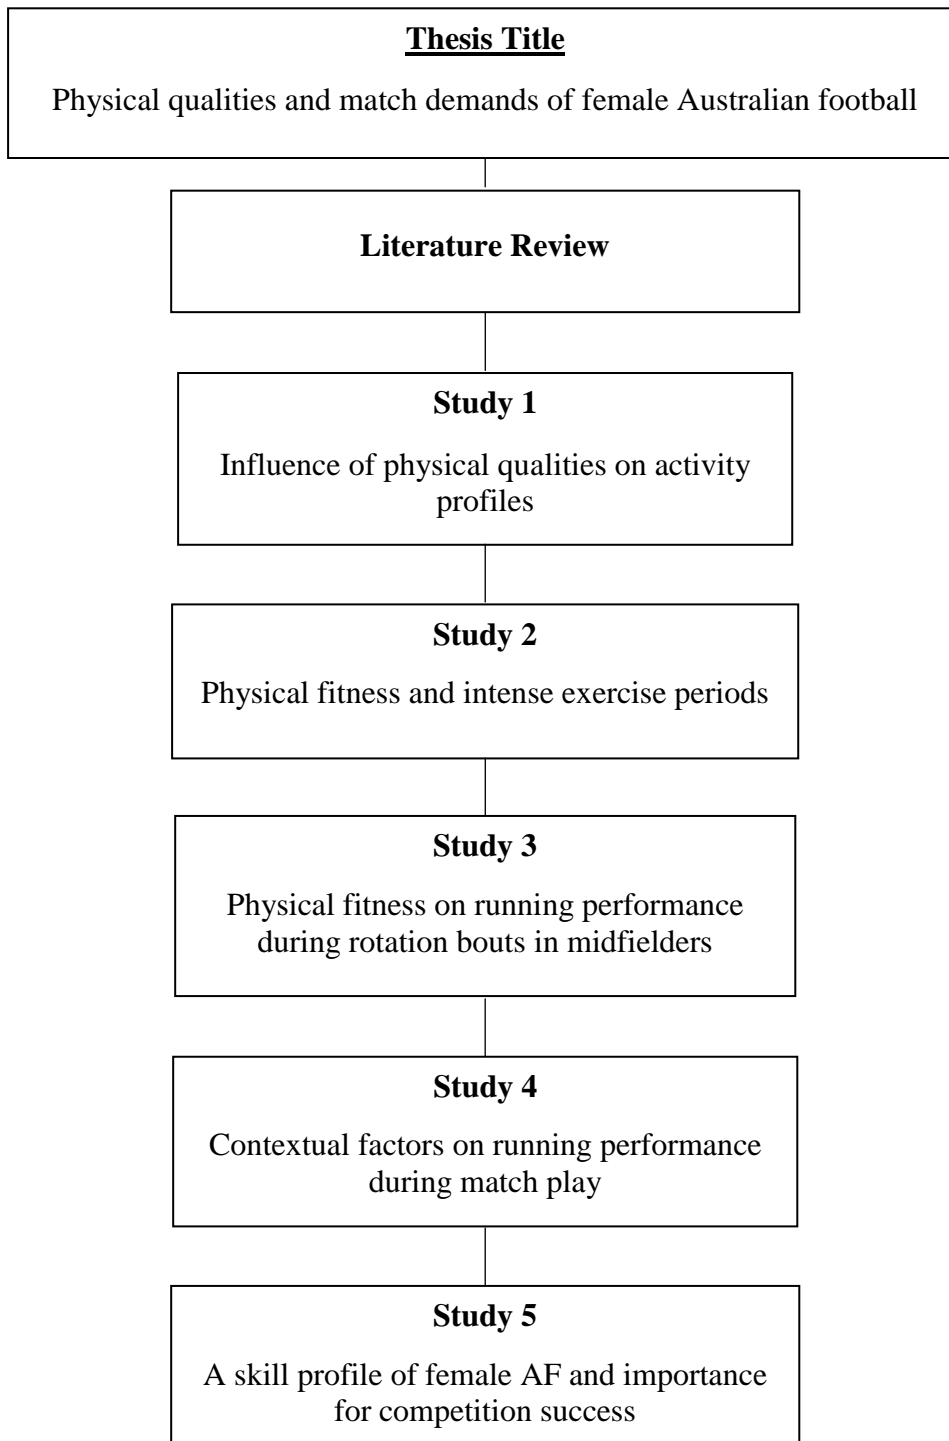 Thesis Title
Physical qualities and match demands of female Australian football
Literature Review
Study 1
Influence of physical qualities on activity
profiles
Study 2
Physical fitness and intense exercise periods
Study 3
Physical fitness on running performance
during rotation bouts in midfielders
Study 4
Contextual factors on running performance
during match play
Study 5
A skill profile of female AF and importance
for competition success